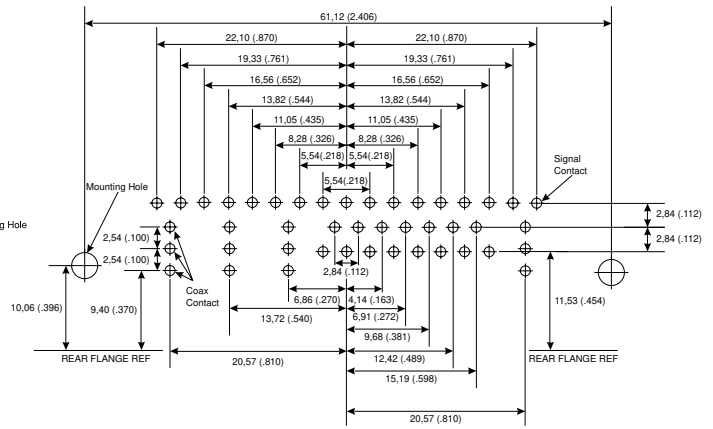 61,12 (2.406)
22,10 (.870) 22,10 (.870)
19,33 (.761) 19,33 (.761)
16,56 (.652) 16,56 (.652)
13,82 (.544) 13,82 (.544)
11,05 (.435) 11,05 (.435)
8,28 (.326) 8,28 (.326)
5,54(.218) 5,54(.218)
5,54(.218)
Signal
Contact
Mounting Hole
g Hole
2,84 (.112)
2,54 (.100)
2,84 (.112)
2,54 (.100)
2,84 (.112)
Coax
Contact
10,06 (.396)
9,40 (.370)
6,86 (.270) 4,14 (.163)
11,53 (.454)
13,72 (.540) 6,91 (.272)
9,68 (.381)
REAR FLANGE REF REAR FLANGE REF
20,57 (.810) 12,42 (.489)
15,19 (.598)
20,57 (.810)